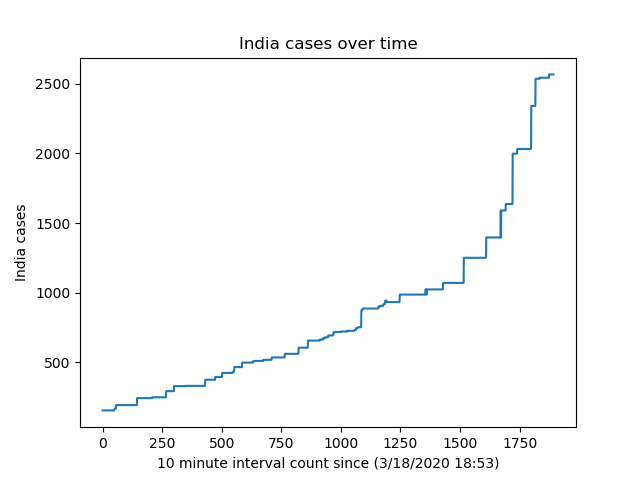 India cases over time
2500
2000
1500
1000
500
India cases
0 250 500 750 1000 1250 1500 1750
10 minute interval count since (3/18/2020 18:53)